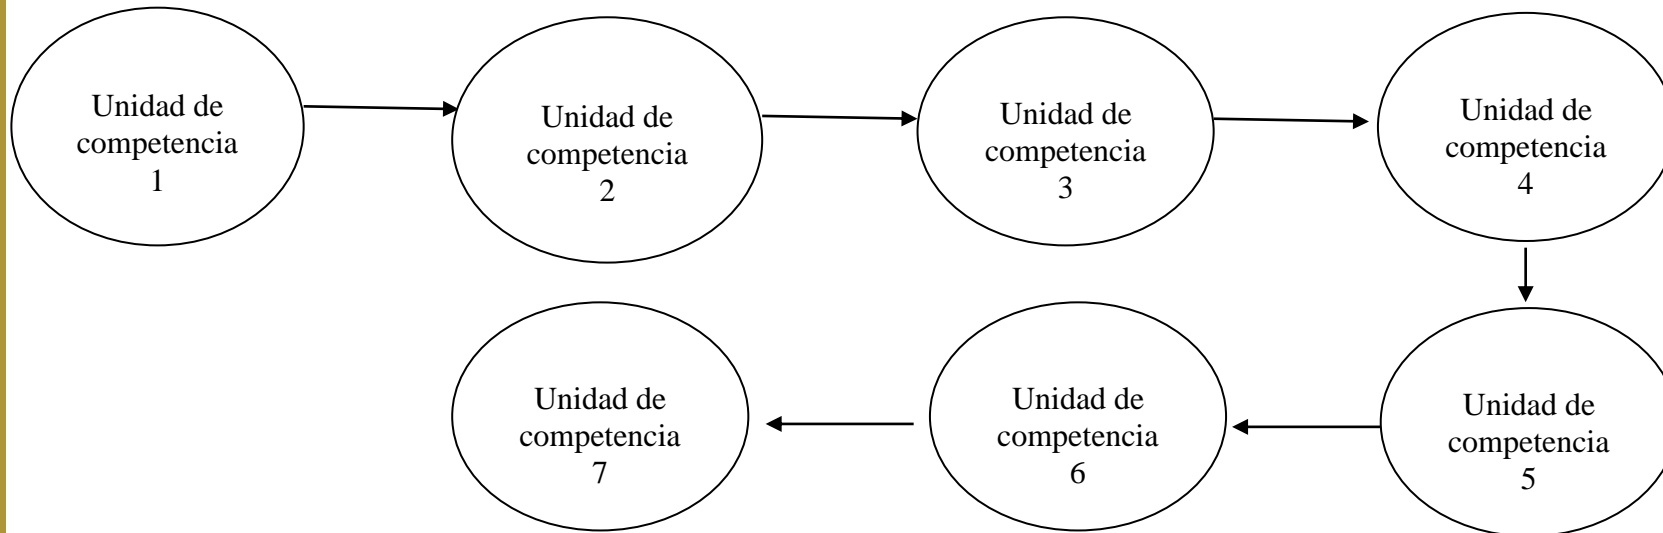 Unidad de
competencia
1
Unidad de
competencia
2
Unidad de
competencia
3
Unidad de
competencia
4
Unidad de
competencia
5
Unidad de
competencia
6
Unidad de
competencia
7